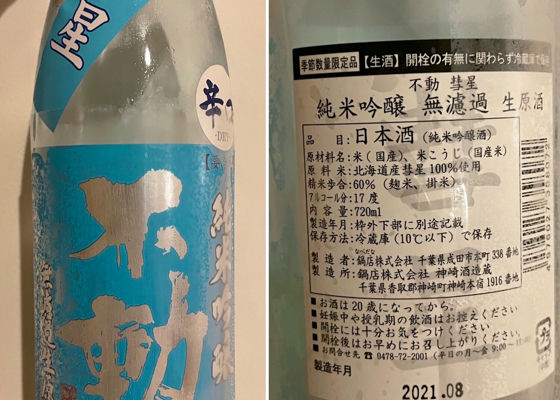 辛口
-DRY-
純米吟醸
不動
季節数量限定品 【生酒】 開栓の有無に関わらず冷蔵庫で保
不動 彗星
純米吟醸 無濾過 生原酒
品 目:日本酒(純米吟醸酒)
原材料名:米(国産)、米こうじ(国産米)
原 料 米:北海道産彗星100%使用
精米歩合:60%(麹米、掛米)
アルコール分:17度
内 容 量:720ml
製造年月:枠外下部に別途記載
保存方法:冷蔵庫(10℃以下)で保存
製 造 者:鍋店株式会社 千葉県成田市本町338番地
製 造 所:鍋店株式会社 神崎酒造蔵
千葉県香取郡神崎町神崎本宿1916番地
■お酒は20歳になってから。
■妊娠中や授乳期の飲酒はお控えください
■開栓には十分お気をつけください
■開栓後はお早めにお召し上がりください
■お問合せ先 ☎ 0478-72-2001 (平日の月〜金 9:00〜
製造年月
2021.08